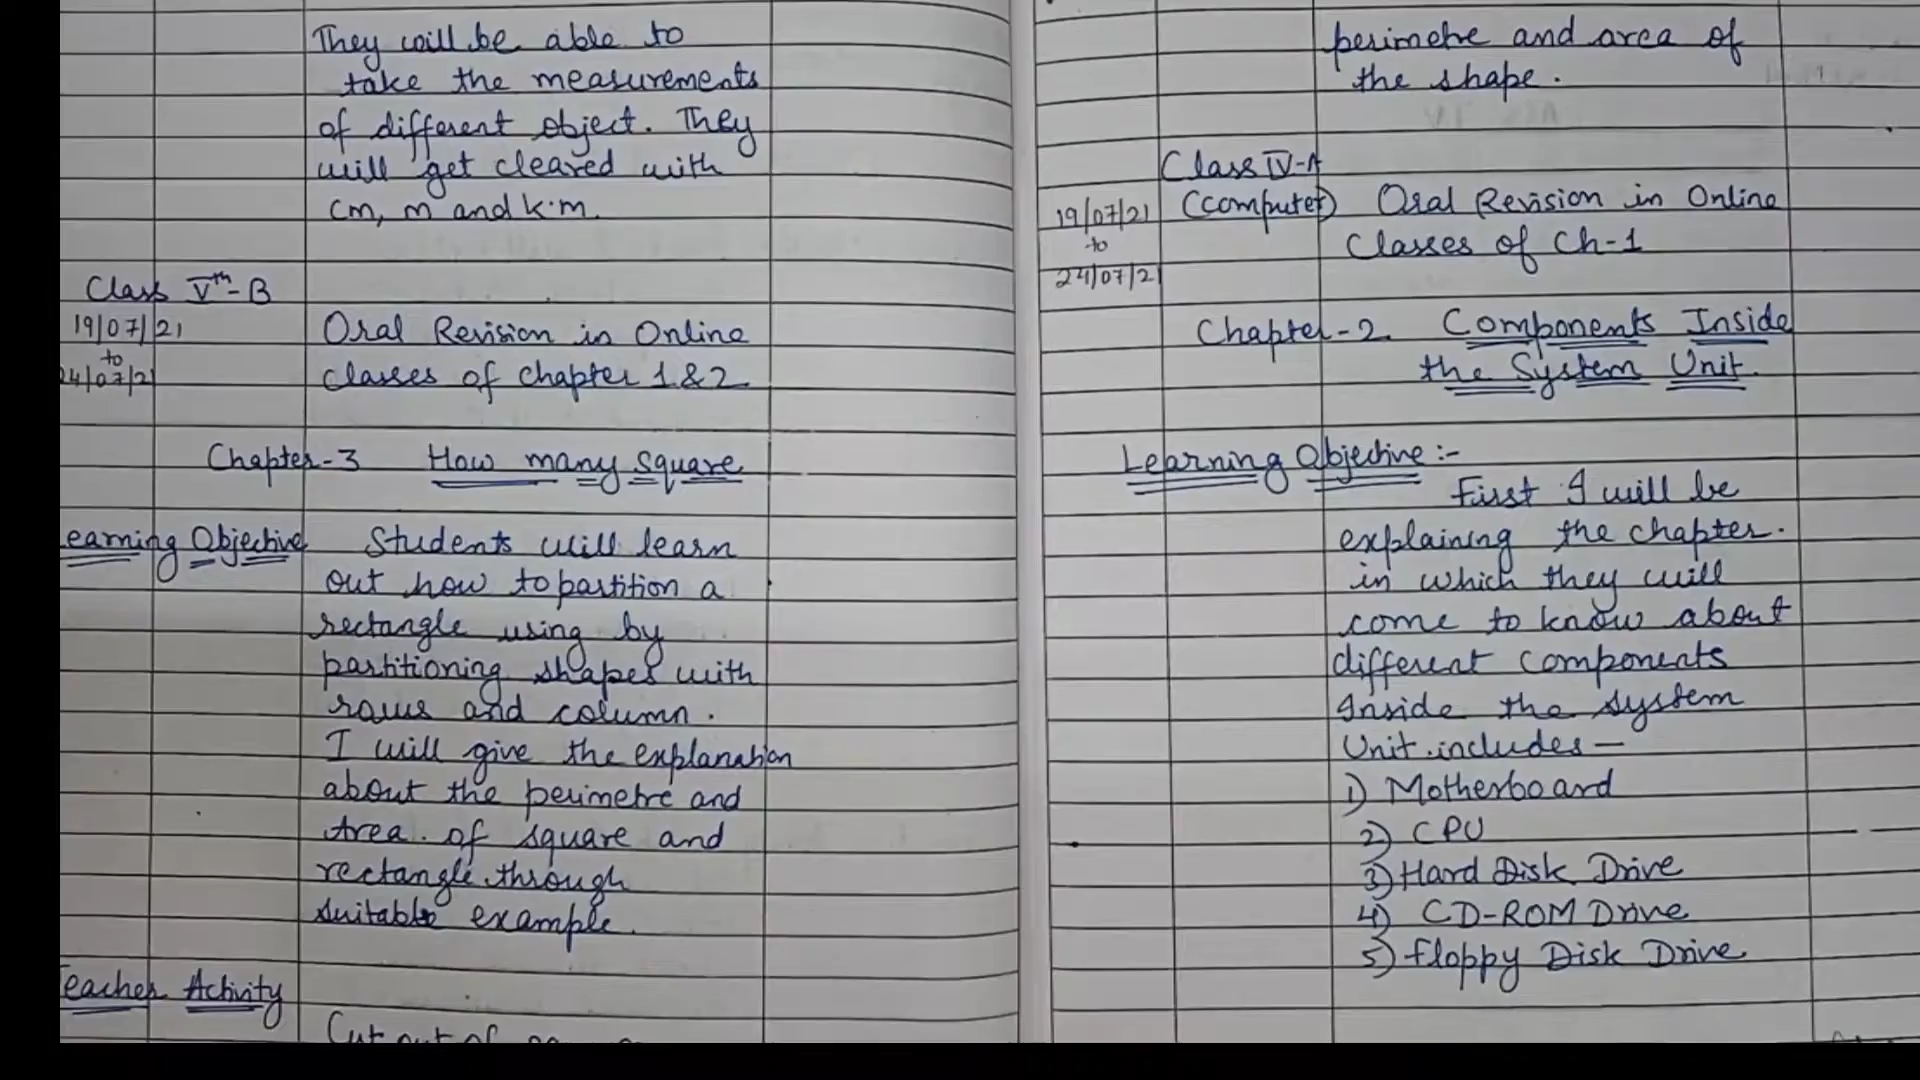 They will be able to
take the measurements
of different object. They
will get cleared with
cm, m and k.m.
Class Vth - B
19/07/21
to
24/07/21
Oral Revision in Online
classes of chapter 1 & 2
Chapter-3 How many square
earning Objective Students will learn
out how to partition a
rectangle using by
partitioning shapes with
rows and column.
I will give the explanation
about the perimetre and
Area. of square and
rectangle through
suitable example.
eacher Activity
Cut out of
perimetre and area of
the shape.
Class IV-A
19/07/21 (computer) Oral Revision in Online
to
Classes of Ch-1
24/07/21
Chapter-2. Components Inside
the System Unit.
Learning Objective :-
First I will be
explaining the chapter.
in which they will
come to know about
different components
Inside the system
Unit. includes —
1) Motherboard
2) CPU
3) Hard Disk Drive
4) CD-ROM Drive
5) floppy Disk Drive